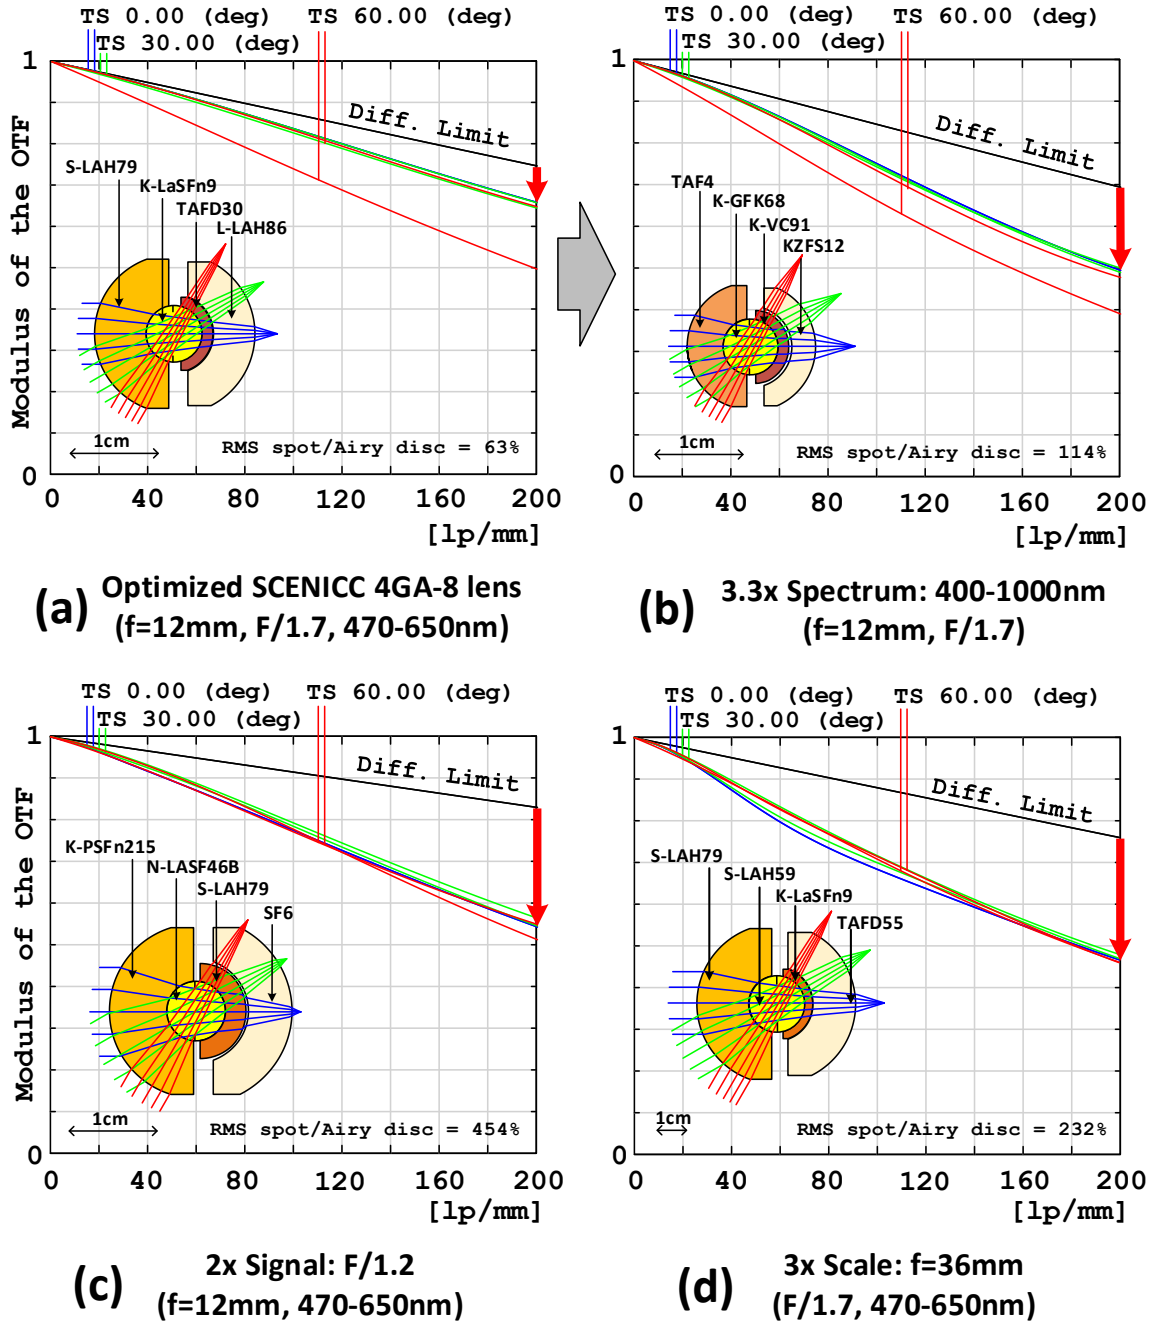 TS 0.00 (deg)
TS 60.00 (deg)
TS 30.00 (deg)
1
Diff. Limit
Modulus of the OTF
S-LAH79
K-LaSFn9
TAFD30
L-LAH86
1cm
RMS spot/Airy disc = 63%
0
0 40 80 120 160 200
[lp/mm]
(a) Optimized SCENICC 4GA-8 lens
(f=12mm, F/1.7, 470-650nm)
TS 0.00 (deg)
TS 60.00 (deg)
TS 30.00 (deg)
1
Diff. Limit
TAF4
K-GFK68
K-VC91
KZFS12
1cm
RMS spot/Airy disc = 114%
0
0 40 80 120 160 200
[lp/mm]
(b) 3.3x Spectrum: 400-1000nm
(f=12mm, F/1.7)
TS 0.00 (deg)
TS 60.00 (deg)
TS 30.00 (deg)
1
Diff. Limit
Modulus of the OTF
K-PSFn215
N-LASF46B
S-LAH79
SF6
1cm
RMS spot/Airy disc = 454%
0
0 40 80 120 160 200
[lp/mm]
(c) 2x Signal: F/1.2
(f=12mm, 470-650nm)
TS 0.00 (deg)
TS 60.00 (deg)
TS 30.00 (deg)
1
Diff. Limit
S-LAH79
S-LAH59
K-LaSFn9
TAFD55
1cm
RMS spot/Airy disc = 232%
0
0 40 80 120 160 200
[lp/mm]
(d) 3x Scale: f=36mm
(F/1.7, 470-650nm)